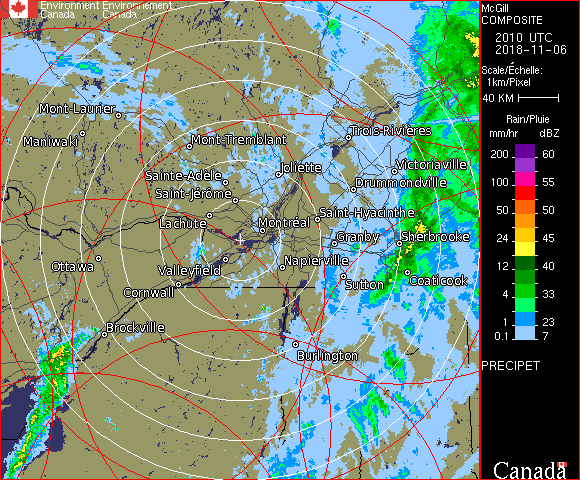 Environment Environnement
Canada Canada
McGill
COMPOSITE
2010 UTC
2018-11-06
Scale/Échelle:
1km/Pixel
40 KM
Rain/Pluie
mm/hr dBZ
200 60
100 55
50 50
24 45
12 40
4 33
1 23
0.1 7
PRECIPET
Canada
Mont-Laurier
Maniwaki
Mont-Tremblant
Trois-Rivières
Sainte-Adèle
Joliette
Victoriaville
Saint-Jérôme
Drummondville
Lachute
Montréal
Saint-Hyacinthe
Granby
Sherbrooke
Ottawa
Valleyfield
Napierville
Cornwall
Sutton
Coaticook
Brockville
Burlington